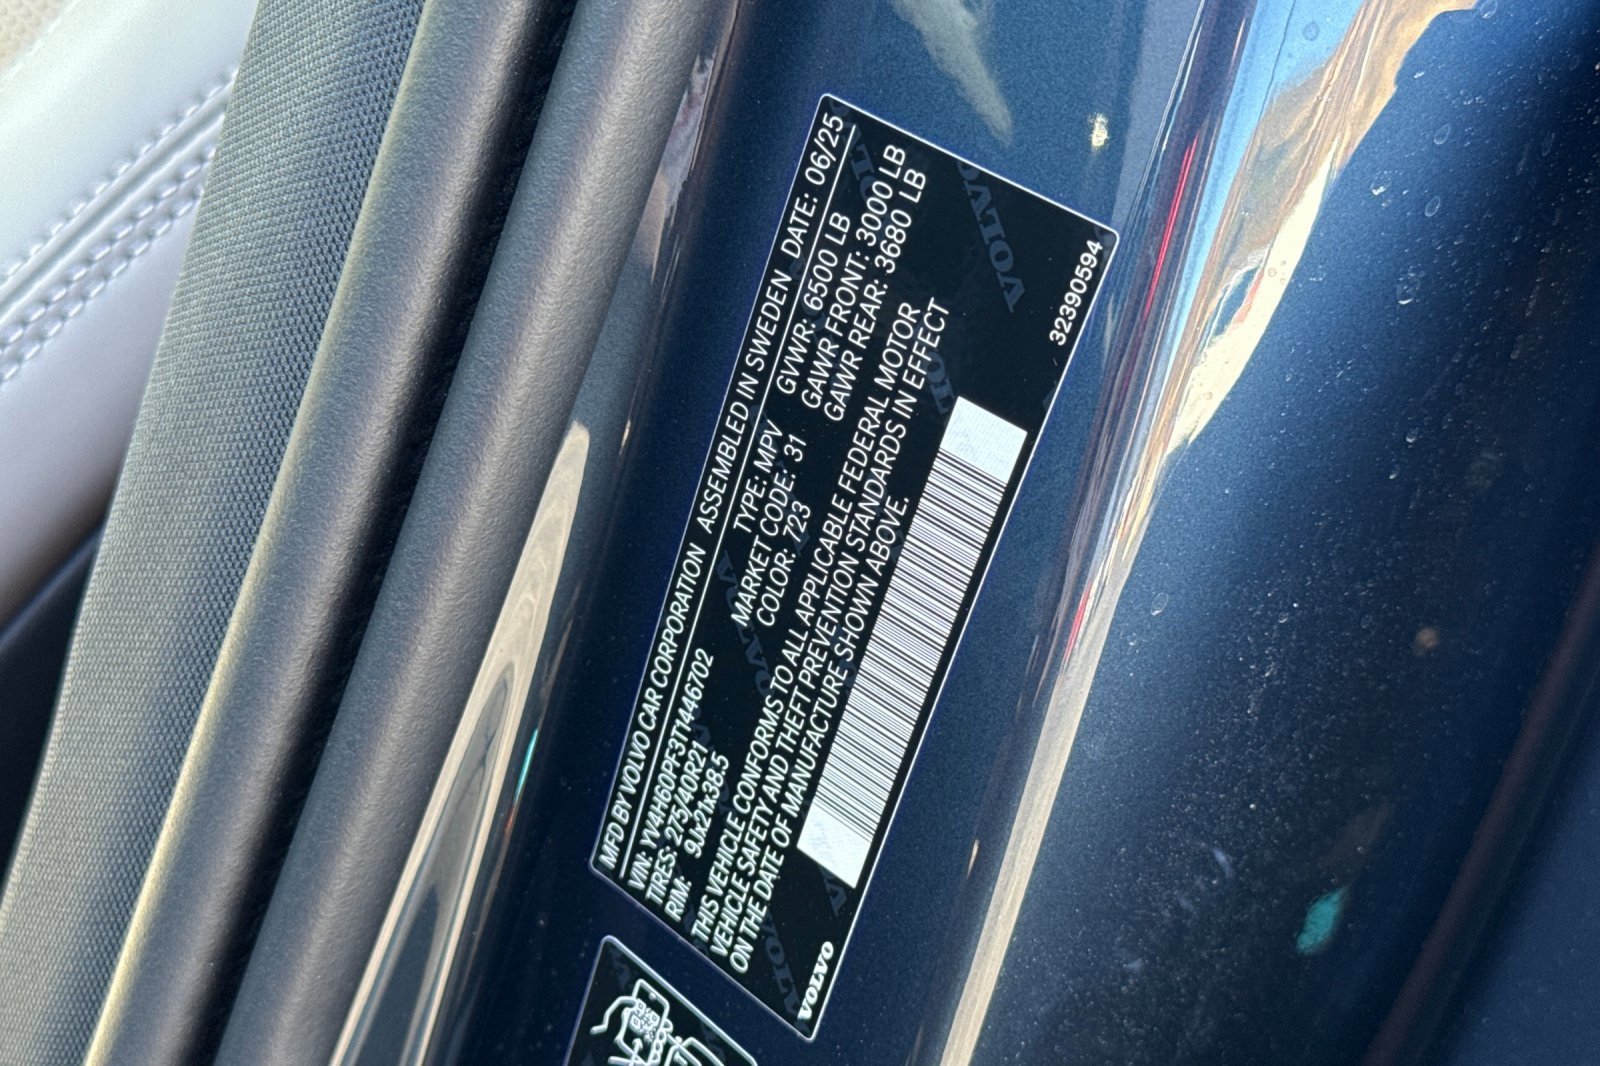 MFD BY VOLVO CAR CORPORATION ASSEMBLED IN SWEDEN DATE: 06/25
VIN: YV4H60PF3T1446702 TYPE: MPV GVWR: 6500 LB
TIRES: 275/40R21 MARKET CODE: 31 GAWR FRONT: 3000 LB
RIM: 9Jx21x38.5 COLOR: 723 GAWR REAR: 3680 LB
THIS VEHICLE CONFORMS TO ALL APPLICABLE FEDERAL MOTOR
VEHICLE SAFETY AND THEFT PREVENTION STANDARDS IN EFFECT
ON THE DATE OF MANUFACTURE SHOWN ABOVE.
VOLVO 32390594